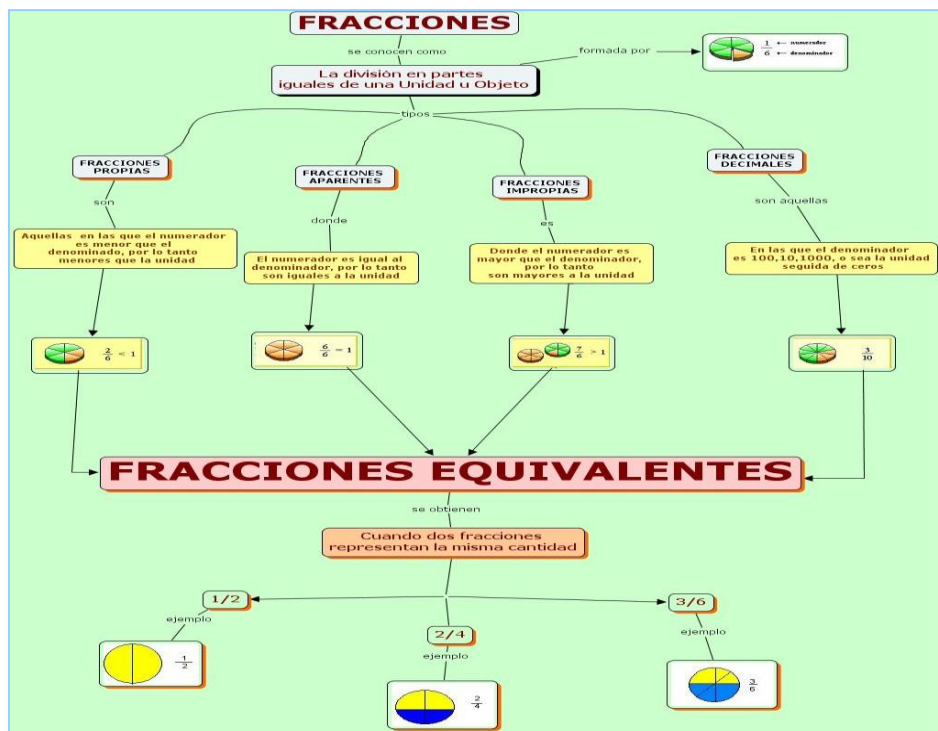 FRACCIONES
se conocen como
formada por
1
6
numerador
denominador
La división en partes
iguales de una Unidad u Objeto
tipos
FRACCIONES
PROPIAS
son
Aquellas en las que el numerador
es menor que el
denominado, por lo tanto
menores que la unidad
2/6 < 1
FRACCIONES
APARENTES
donde
El numerador es igual al
denominador, por lo tanto
son iguales a la unidad
6/6 = 1
FRACCIONES
IMPROPIAS
es
Donde el numerador es
mayor que el denominador,
por lo tanto
son mayores a la unidad
7/6 > 1
FRACCIONES
DECIMALES
son aquellas
En las que el denominador
es 100,10,1000, o sea la unidad
seguida de ceros
3/10
FRACCIONES EQUIVALENTES
se obtienen
Cuando dos fracciones
representan la misma cantidad
1/2
ejemplo
1/2
2/4
ejemplo
2/4
3/6
ejemplo
3/6